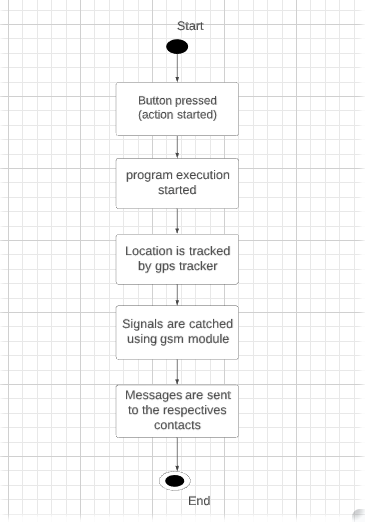 Start
Button pressed
(action started)
program execution
started
Location is tracked
by gps tracker
Signals are catched
using gsm module
Messages are sent
to the respectives
contacts
End